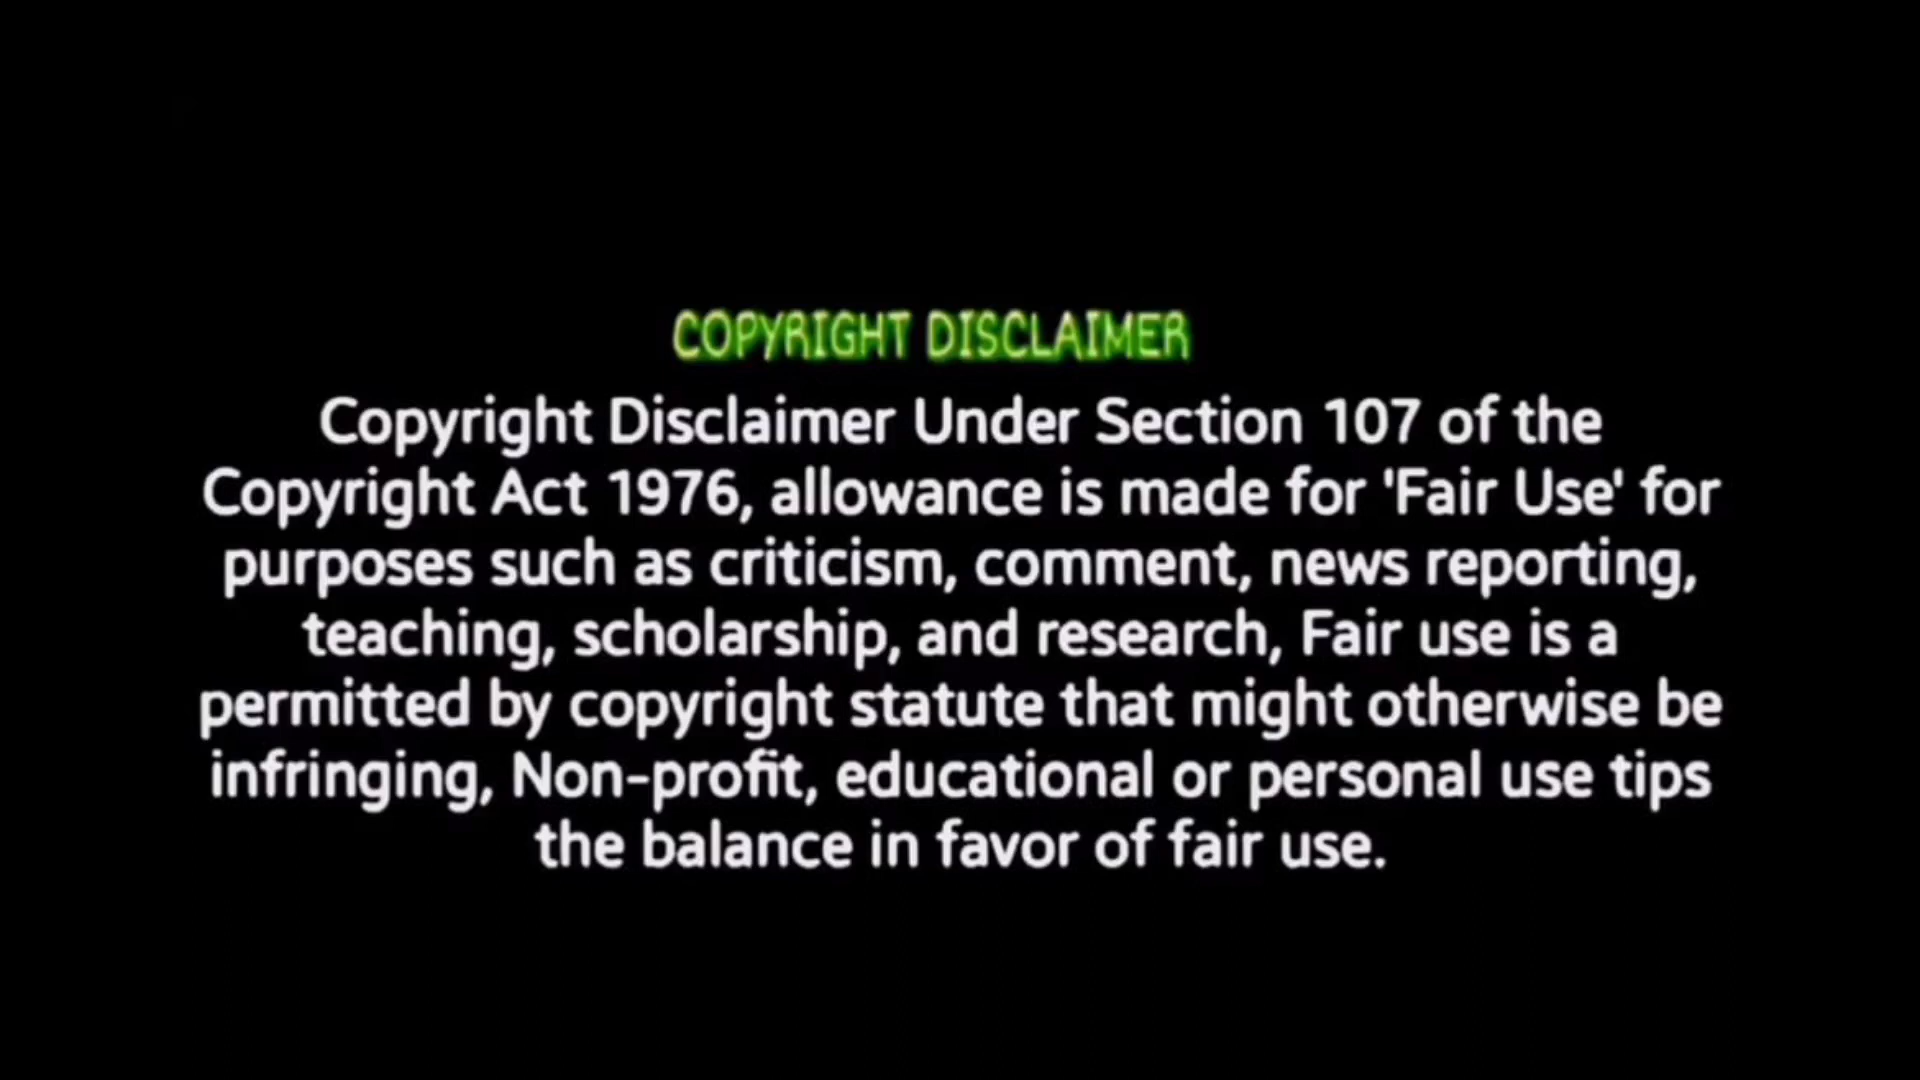 COPYRIGHT DISCLAIMER
Copyright Disclaimer Under Section 107 of the
Copyright Act 1976, allowance is made for 'Fair Use' for
purposes such as criticism, comment, news reporting,
teaching, scholarship, and research, Fair use is a
permitted by copyright statute that might otherwise be
infringing, Non-profit, educational or personal use tips
the balance in favor of fair use.